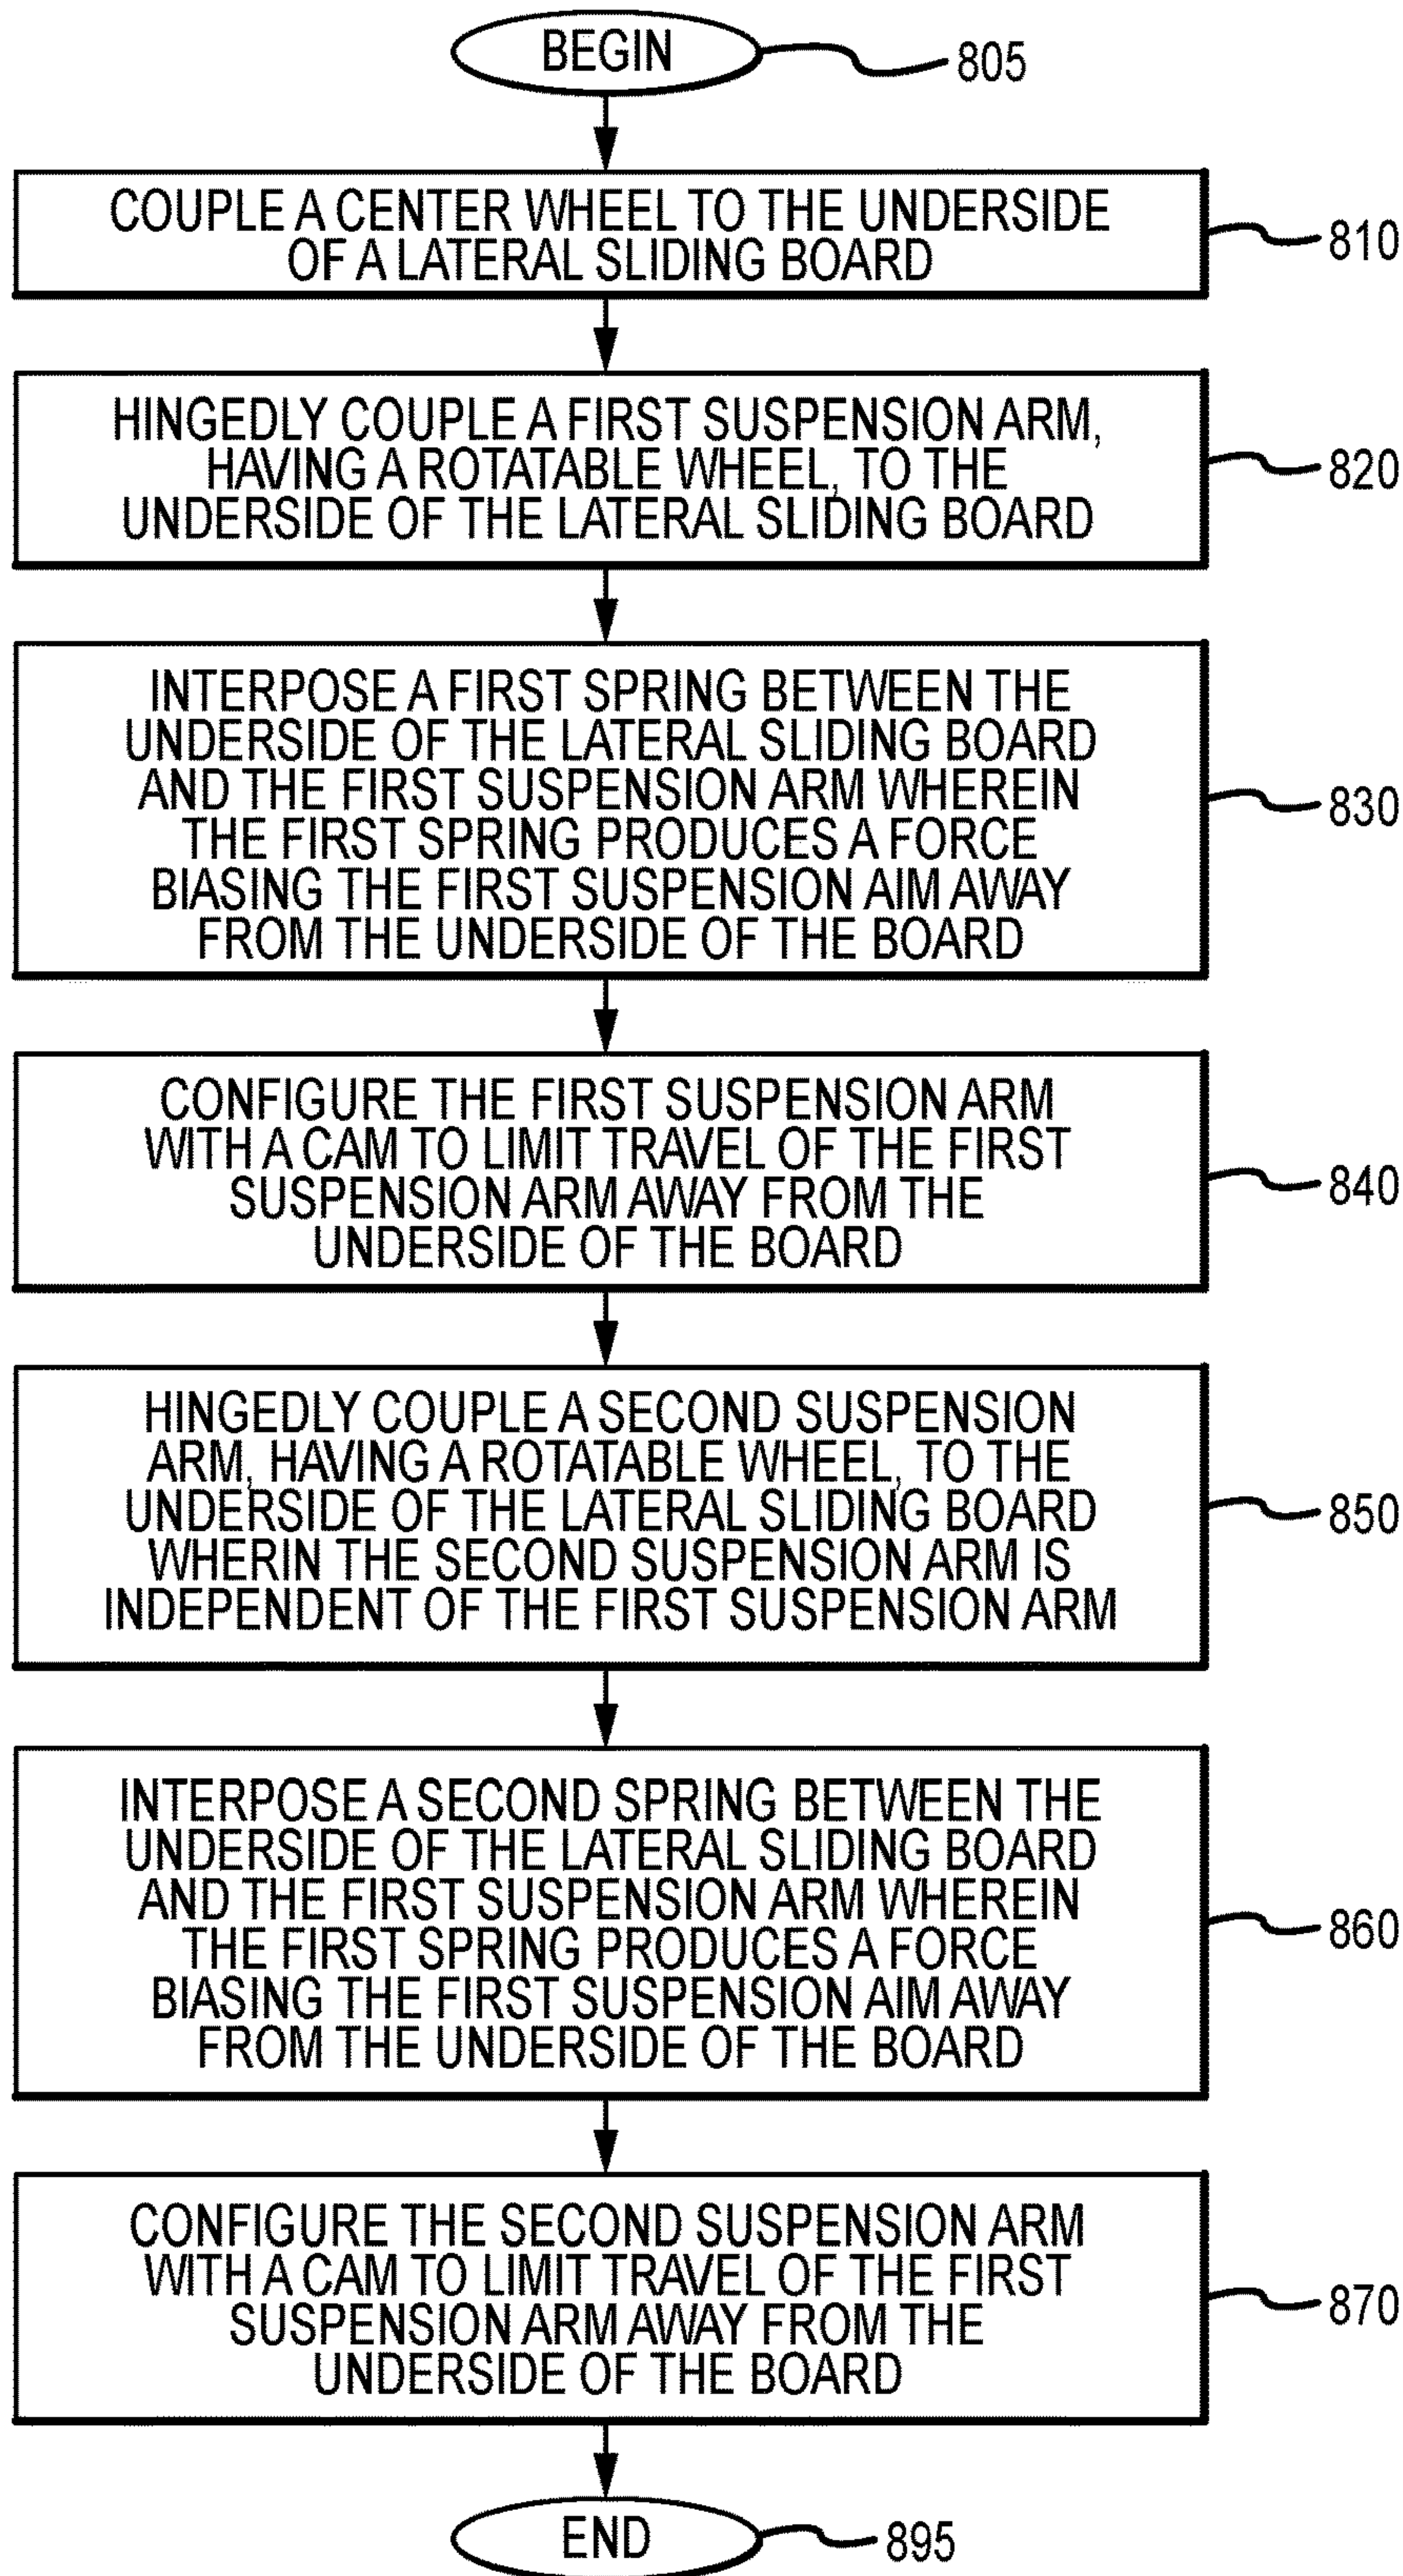 BEGIN
805
COUPLE A CENTER WHEEL TO THE UNDERSIDE
OF A LATERAL SLIDING BOARD
810
HINGEDLY COUPLE A FIRST SUSPENSION ARM,
HAVING A ROTATABLE WHEEL, TO THE
UNDERSIDE OF THE LATERAL SLIDING BOARD
820
INTERPOSE A FIRST SPRING BETWEEN THE
UNDERSIDE OF THE LATERAL SLIDING BOARD
AND THE FIRST SUSPENSION ARM WHEREIN
THE FIRST SPRING PRODUCES A FORCE
BIASING THE FIRST SUSPENSION AIM AWAY
FROM THE UNDERSIDE OF THE BOARD
830
CONFIGURE THE FIRST SUSPENSION ARM
WITH A CAM TO LIMIT TRAVEL OF THE FIRST
SUSPENSION ARM AWAY FROM THE
UNDERSIDE OF THE BOARD
840
HINGEDLY COUPLE A SECOND SUSPENSION
ARM, HAVING A ROTATABLE WHEEL, TO THE
UNDERSIDE OF THE LATERAL SLIDING BOARD
WHERIN THE SECOND SUSPENSION ARM IS
INDEPENDENT OF THE FIRST SUSPENSION ARM
850
INTERPOSE A SECOND SPRING BETWEEN THE
UNDERSIDE OF THE LATERAL SLIDING BOARD
AND THE FIRST SUSPENSION ARM WHEREIN
THE FIRST SPRING PRODUCES A FORCE
BIASING THE FIRST SUSPENSION AIM AWAY
FROM THE UNDERSIDE OF THE BOARD
860
CONFIGURE THE SECOND SUSPENSION ARM
WITH A CAM TO LIMIT TRAVEL OF THE FIRST
SUSPENSION ARM AWAY FROM THE
UNDERSIDE OF THE BOARD
870
END
895